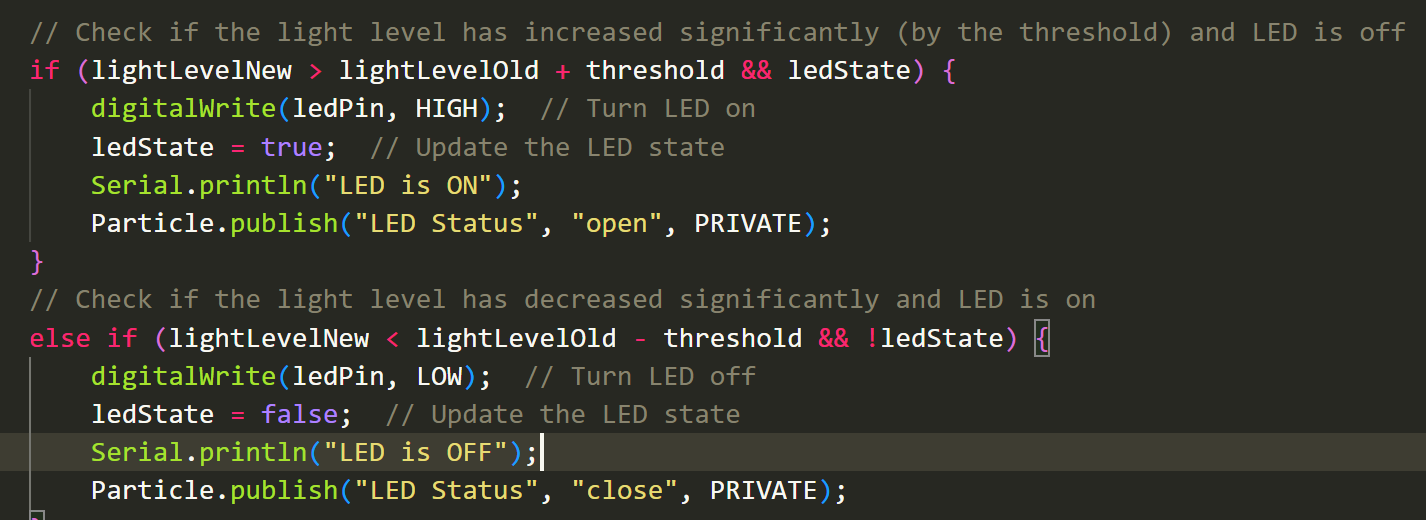 // Check if the light level has increased significantly (by the threshold) and LED is off
if (lightLevelNew > lightLevelOld + threshold && ledState) {
    digitalWrite(ledPin, HIGH);  // Turn LED on
    ledState = true;  // Update the LED state
    Serial.println("LED is ON");
    Particle.publish("LED Status", "open", PRIVATE);
}
// Check if the light level has decreased significantly and LED is on
else if (lightLevelNew < lightLevelOld - threshold && !ledState) {
    digitalWrite(ledPin, LOW);  // Turn LED off
    ledState = false;  // Update the LED state
    Serial.println("LED is OFF");
    Particle.publish("LED Status", "close", PRIVATE);
}